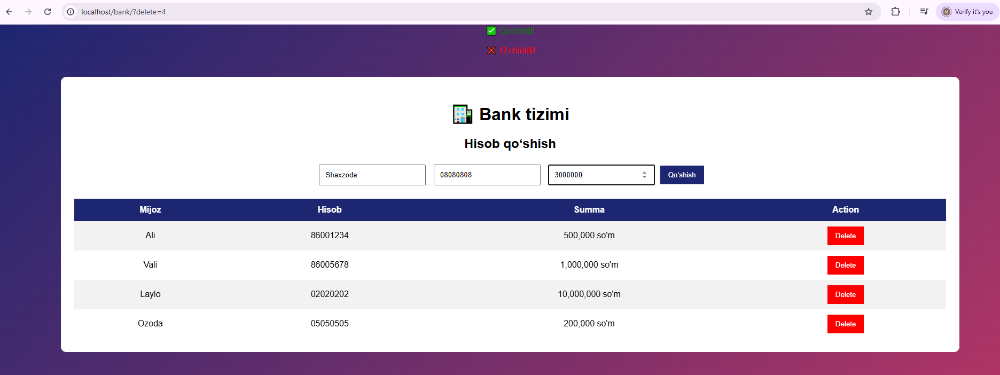 localhost/bank/?delete=4
Verify it's you
Qo'shildi!
O'chirildi!
Bank tizimi
Hisob qo‘shish
Shaxzoda 08080808 3000000 Qo'shish
Mijoz Hisob Summa Action
Ali 86001234 500,000 so'm Delete
Vali 86005678 1,000,000 so'm Delete
Laylo 02020202 10,000,000 so'm Delete
Ozoda 05050505 200,000 so'm Delete